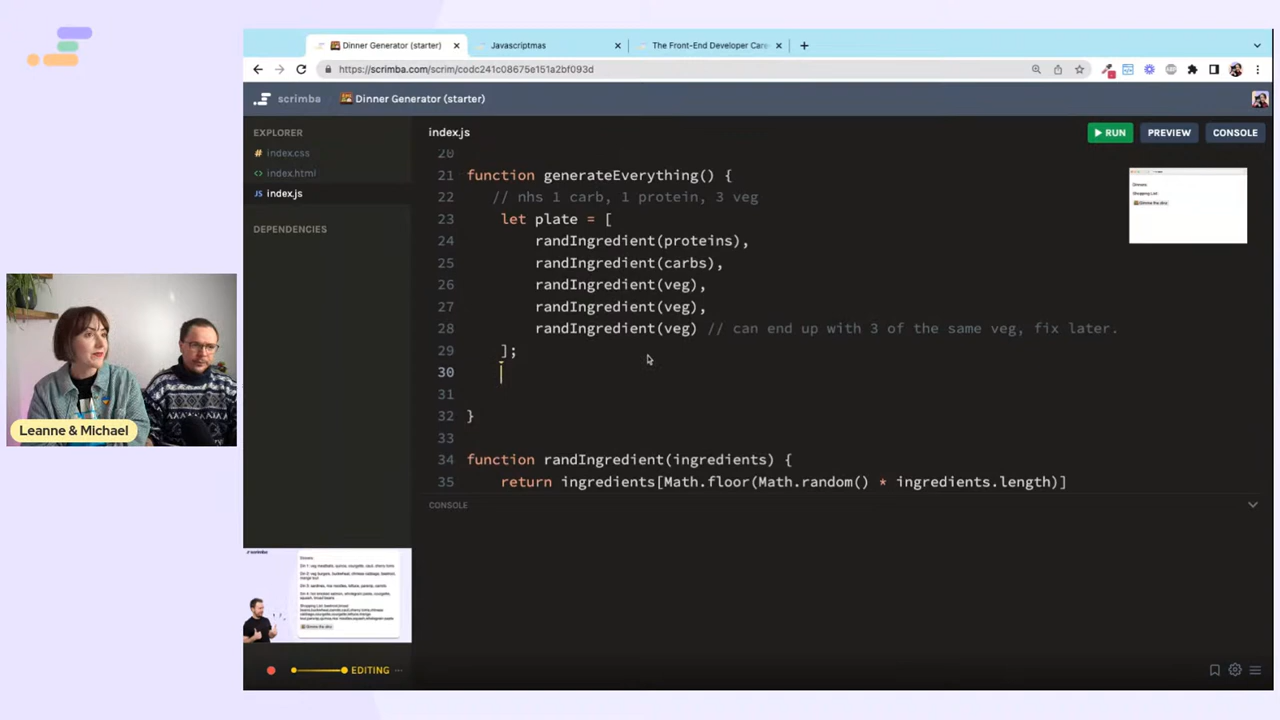 Dinner Generator (starter)
Javascriptmas
The Front-End Developer Care
https://scrimba.com/scrim/codc241c08675e151a2bf093d
scrimba
Dinner Generator (starter)
EXPLORER
index.css
index.html
JS index.js
DEPENDENCIES
index.js
RUN
PREVIEW
CONSOLE
20
21 function generateEverything() {
22 // nhs 1 carb, 1 protein, 3 veg
23 let plate = [
24 randIngredient(proteins),
25 randIngredient(carbs),
26 randIngredient(veg),
27 randIngredient(veg),
28 randIngredient(veg) // can end up with 3 of the same veg, fix later.
29 ];
30
31
32 }
33
34 function randIngredient(ingredients) {
35 return ingredients[Math.floor(Math.random() * ingredients.length)]
CONSOLE
Leanne & Michael
EDITING